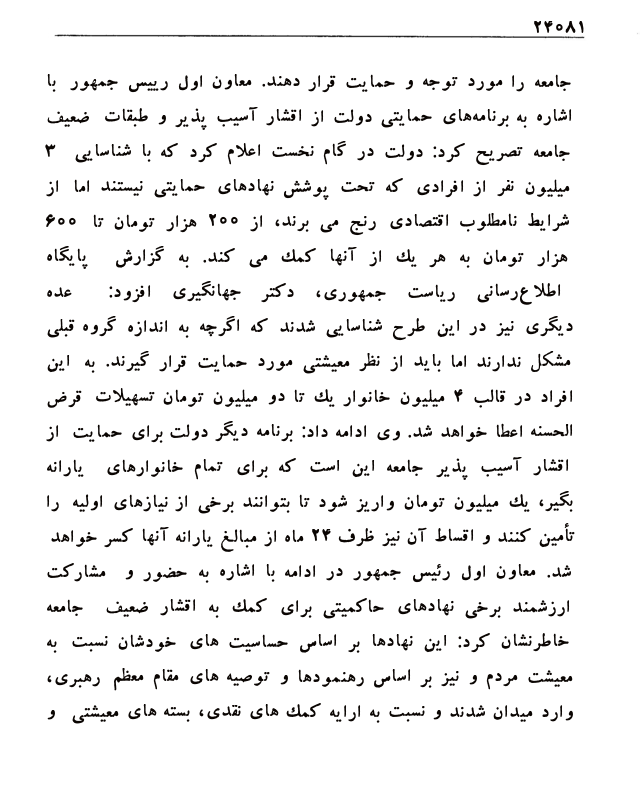 ۲۴۰۸۱
جامعه را مورد توجه و حمایت قرار دهند. معاون اول رییس جمهور با
اشاره به برنامه‌های حمایتی دولت از اقشار آسیب پذیر و طبقات ضعیف
جامعه تصریح کرد: دولت در گام نخست اعلام کرد که با شناسایی ۳
میلیون نفر از افرادی که تحت پوشش نهادهای حمایتی نیستند اما از
شرایط نامطلوب اقتصادی رنج می برند، از ۲۰۰ هزار تومان تا ۶۰۰
هزار تومان به هر یك از آنها کمك می کند. به گزارش پایگاه
اطلاع‌رسانی ریاست جمهوری، دکتر جهانگیری افزود: عده
دیگری نیز در این طرح شناسایی شدند که اگرچه به اندازه گروه قبلی
مشکل ندارند اما باید از نظر معیشتی مورد حمایت قرار گیرند. به این
افراد در قالب ۴ میلیون خانوار یك تا دو میلیون تومان تسهیلات قرض
الحسنه اعطا خواهد شد. وی ادامه داد: برنامه دیگر دولت برای حمایت از
اقشار آسیب پذیر جامعه این است که برای تمام خانوارهای یارانه
بگیر، یك میلیون تومان واریز شود تا بتوانند برخی از نیازهای اولیه را
تأمین کنند و اقساط آن نیز ظرف ۲۴ ماه از مبالغ یارانه آنها کسر خواهد
شد. معاون اول رئیس جمهور در ادامه با اشاره به حضور و مشارکت
ارزشمند برخی نهادهای حاکمیتی برای کمك به اقشار ضعیف جامعه
خاطرنشان کرد: این نهادها بر اساس حساسیت های خودشان نسبت به
معیشت مردم و نیز بر اساس رهنمودها و توصیه های مقام معظم رهبری،
وارد میدان شدند و نسبت به ارایه کمك های نقدی، بسته های معیشتی و